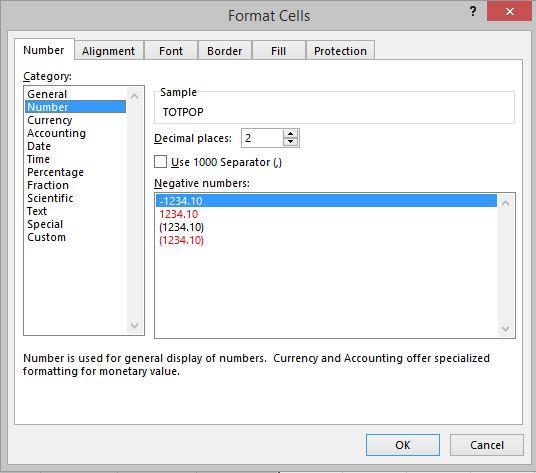 Format Cells
?
Number
Alignment
Font
Border
Fill
Protection
Category:
General
Number
Currency
Accounting
Date
Time
Percentage
Fraction
Scientific
Text
Special
Custom
Sample
TOTPOP
Decimal places: 2
Use 1000 Separator (,)
Negative numbers:
-1234.10
1234.10
(1234.10)
(1234.10)
Number is used for general display of numbers.  Currency and Accounting offer specialized
formatting for monetary value.
OK
Cancel